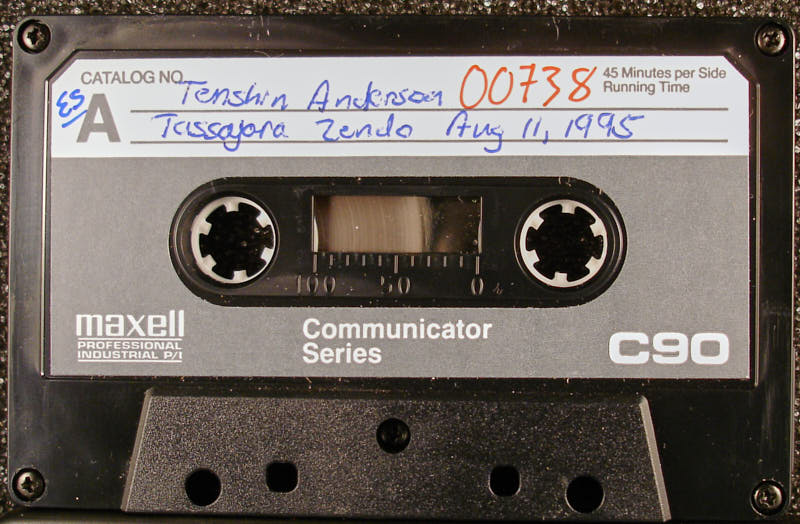 CATALOG NO. Tenshin Anderson 00738 45 Minutes per Side
Running Time
ES
A Tassajara Zendo Aug 11, 1995
100 50 0
maxell
PROFESSIONAL
INDUSTRIAL P/I
Communicator
Series
C90